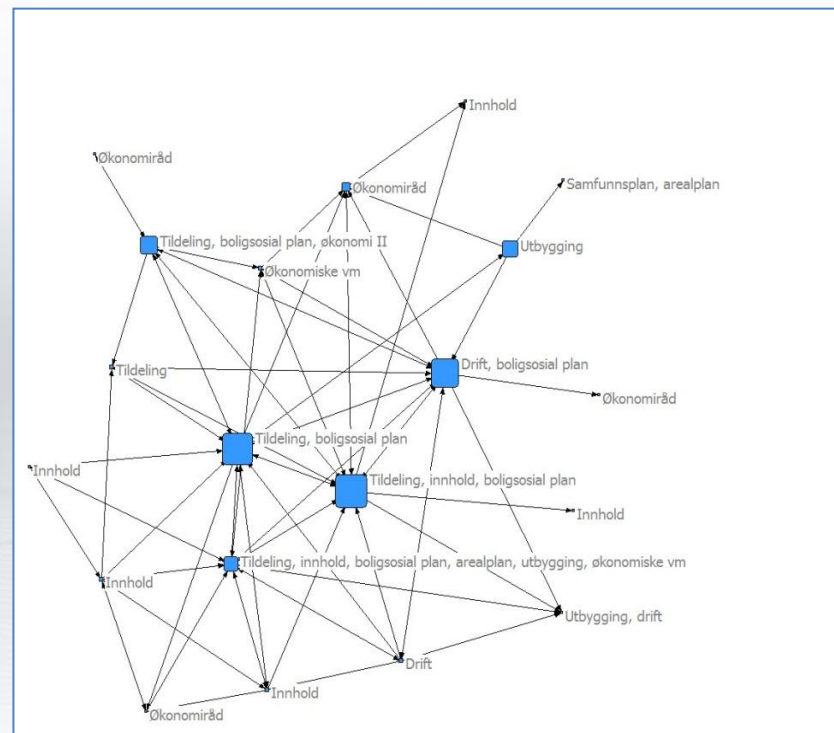 Innhold
Økonomiråd
Økonomiråd
Samfunnsplan, arealplan
Tildeling, boligsosial plan, økonomi II
Utbygging
Økonomiske vm
Drift, boligsosial plan
Tildeling
Økonomiråd
Tildeling, boligsosial plan
Innhold
Tildeling, innhold, boligsosial plan
Innhold
Tildeling, innhold, boligsosial plan, arealplan, utbygging, økonomiske vm
Innhold
Utbygging, drift
Drift
Innhold
Økonomiråd